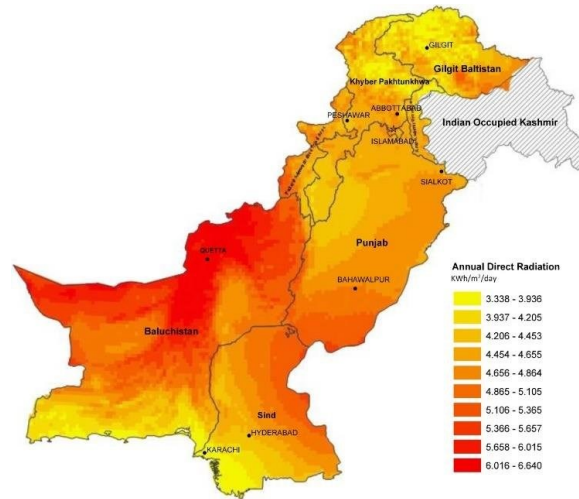 GILGIT
Gilgit Baltistan
Khyber Pakhtunkhwa
ABBOTTABAD
PESHAWAR
Indian Occupied Kashmir
ISLAMABAD
SIALKOT
Punjab
QUETTA
BAHAWALPUR
Baluchistan
Sind
HYDERABAD
KARACHI
Annual Direct Radiation
KWh/m²/day
3.338 - 3.936
3.937 - 4.205
4.206 - 4.453
4.454 - 4.655
4.656 - 4.864
4.865 - 5.105
5.106 - 5.365
5.366 - 5.657
5.658 - 6.015
6.016 - 6.640